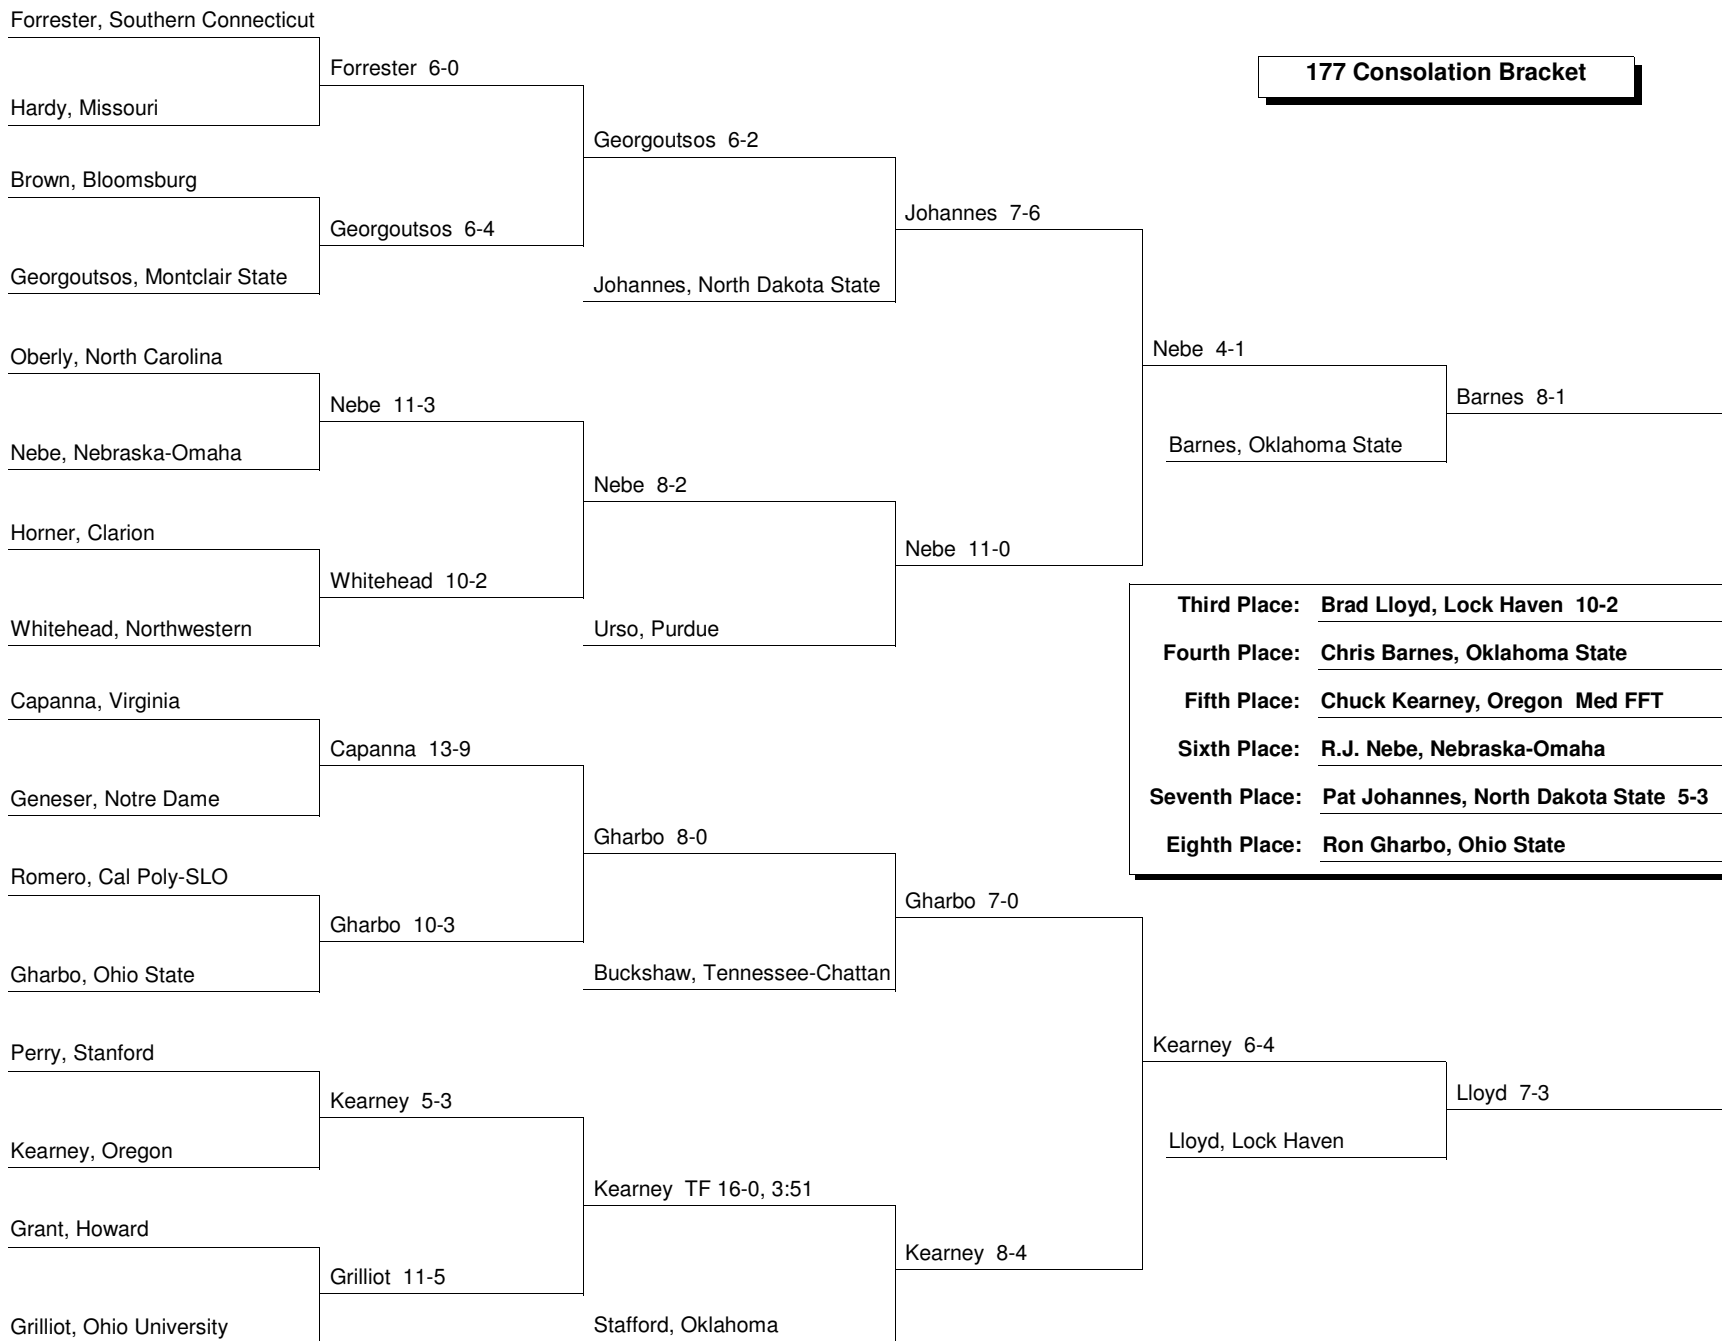 Forrester, Southern Connecticut
Hardy, Missouri
Brown, Bloomsburg
Georgoutsos, Montclair State
Oberly, North Carolina
Nebe, Nebraska-Omaha
Horner, Clarion
Whitehead, Northwestern
Capanna, Virginia
Geneser, Notre Dame
Romero, Cal Poly-SLO
Gharbo, Ohio State
Perry, Stanford
Kearney, Oregon
Grant, Howard
Grilliot, Ohio University
Forrester 6-0
Georgoutsos 6-4
Nebe 11-3
Whitehead 10-2
Capanna 13-9
Gharbo 10-3
Kearney 5-3
Grilliot 11-5
Georgoutsos 6-2
Johannes, North Dakota State
Nebe 8-2
Urso, Purdue
Gharbo 8-0
Buckshaw, Tennessee-Chattan
Kearney TF 16-0, 3:51
Stafford, Oklahoma
Johannes 7-6
Nebe 11-0
Gharbo 7-0
Kearney 8-4
Nebe 4-1
Barnes, Oklahoma State
Kearney 6-4
Lloyd, Lock Haven
Barnes 8-1
Lloyd 7-3
177 Consolation Bracket
Third Place: Brad Lloyd, Lock Haven 10-2
Fourth Place: Chris Barnes, Oklahoma State
Fifth Place: Chuck Kearney, Oregon Med FFT
Sixth Place: R.J. Nebe, Nebraska-Omaha
Seventh Place: Pat Johannes, North Dakota State 5-3
Eighth Place: Ron Gharbo, Ohio State